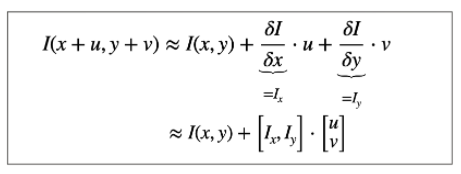 I(x + u, y + v) ≈ I(x, y) + δI/δx · u + δI/δy · v
=I_x =I_y
≈ I(x, y) + [I_x, I_y] · [u v]